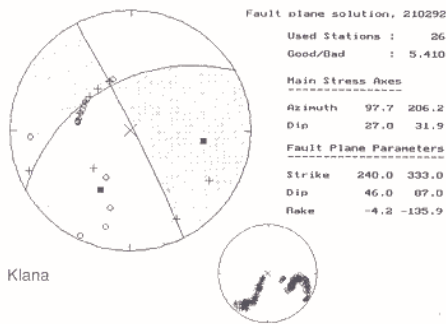 Fault plane solution, 210292
Used Stations : 26
Good/Bad : 5.410
Main Stress Axes
Azimuth 97.7 206.2
Dip 27.0 31.9
Fault Plane Parameters
Strike 240.0 333.0
Dip 46.0 87.0
Rake -4.2 -135.9
Klana